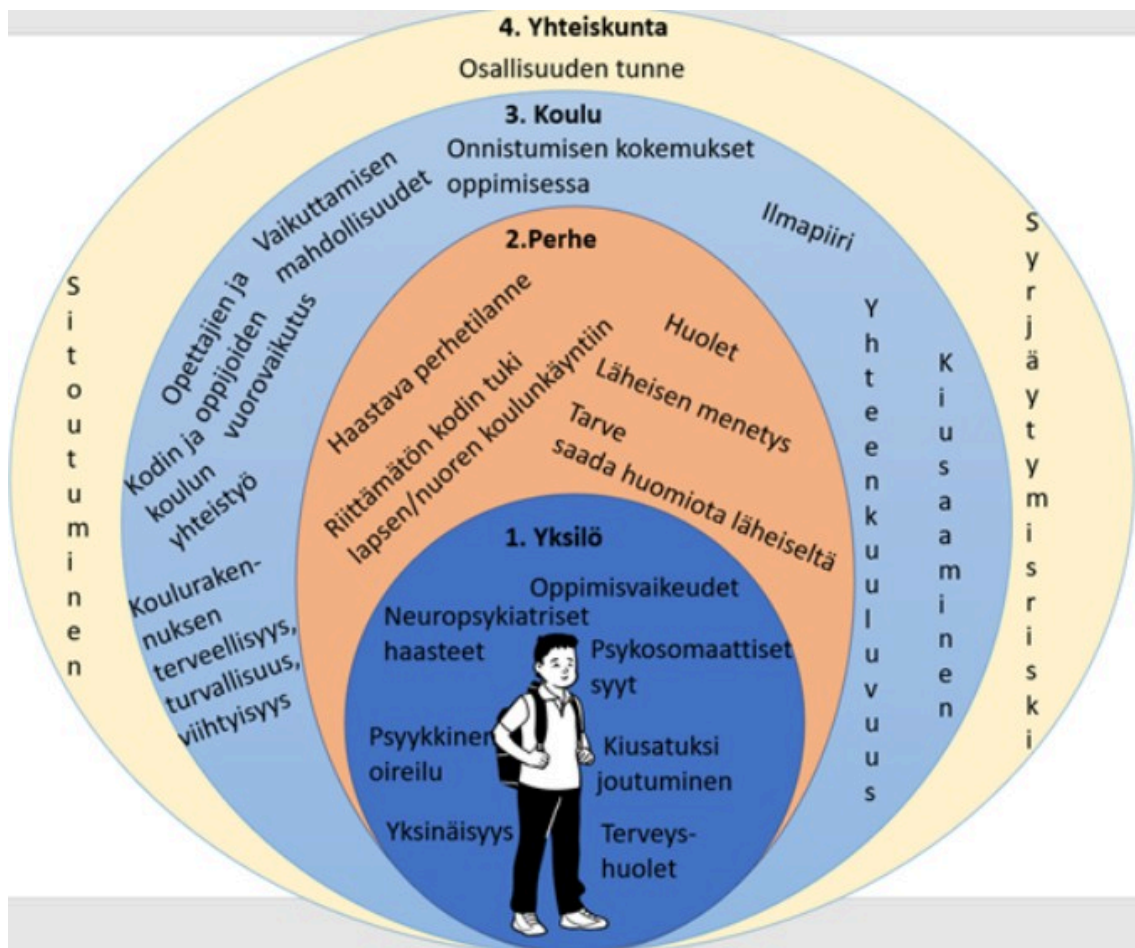 4. Yhteiskunta
Osallisuuden tunne
Sitoutuminen
Syrjäytymisriski
3. Koulu
Onnistumisen kokemukset
oppimisessa
Vaikuttamisen
mahdollisuudet
Opettajien ja
oppijoiden
vuorovaikutus
Kodin ja
koulun
yhteistyö
Kouluraken-
nuksen
terveellisyys,
turvallisuus,
viihtyisyys
Ilmapiiri
Yhteenkuuluvuus
Kiusaaminen
2.Perhe
Haastava perhetilanne
Riittämätön kodin tuki
lapsen/nuoren koulunkäyntiin
Huolet
Läheisen menetys
Tarve
saada huomiota läheiseltä
1. Yksilö
Oppimisvaikeudet
Neuropsykiatriset
haasteet
Psykosomaattiset
syyt
Psyykkinen
oireilu
Kiusatuksi
joutuminen
Yksinäisyys
Terveys-
huolet